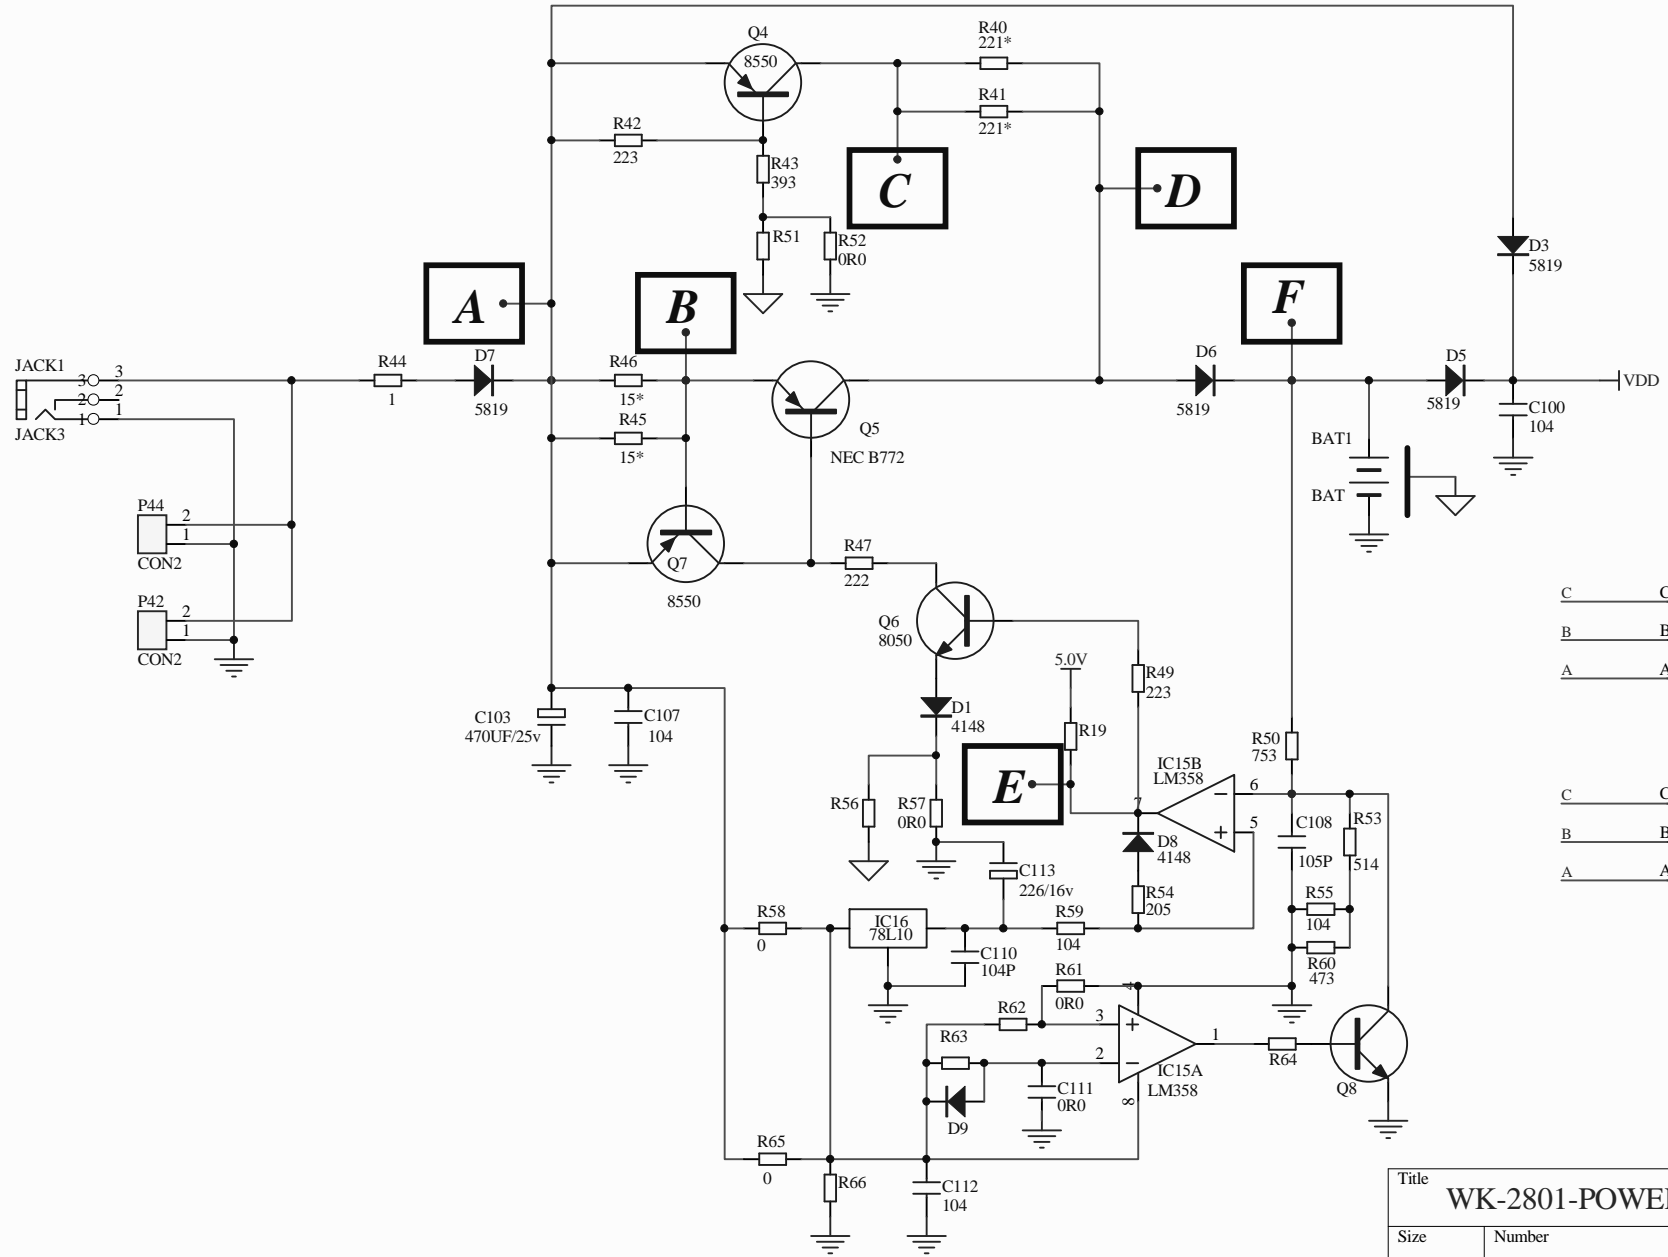 Q4
8550
R40
221*
R41
221*
R42
223
R43
393
C
D
R51
R52
0R0
D3
5819
A
B
F
JACK1
3
3
2
2
1
1
JACK3
R44
1
D7
5819
R46
15*
R45
15*
Q5
NEC B772
D6
5819
D5
5819
VDD
C100
104
BAT1
BAT
P44
2
1
CON2
P42
2
1
CON2
Q7
8550
R47
222
Q6
8050
5.0V
R49
223
C C
B B
A A
C103
470UF/25v
C107
104
D1
4148
R19
R50
753
E
IC15B
LM358
7
6
5
R56
R57
0R0
D8
4148
C108
105P
R53
514
C113
226/16v
R54
205
R55
104
C C
B B
A A
R58
0
IC16
78L10
R59
104
C110
104P
R60
473
R61
0R0
4
R62
3
R63
2
1
IC15A
LM358
8
R64
Q8
C111
0R0
D9
R65
0
R66
C112
104
Title
WK-2801-POWE
Size
Number